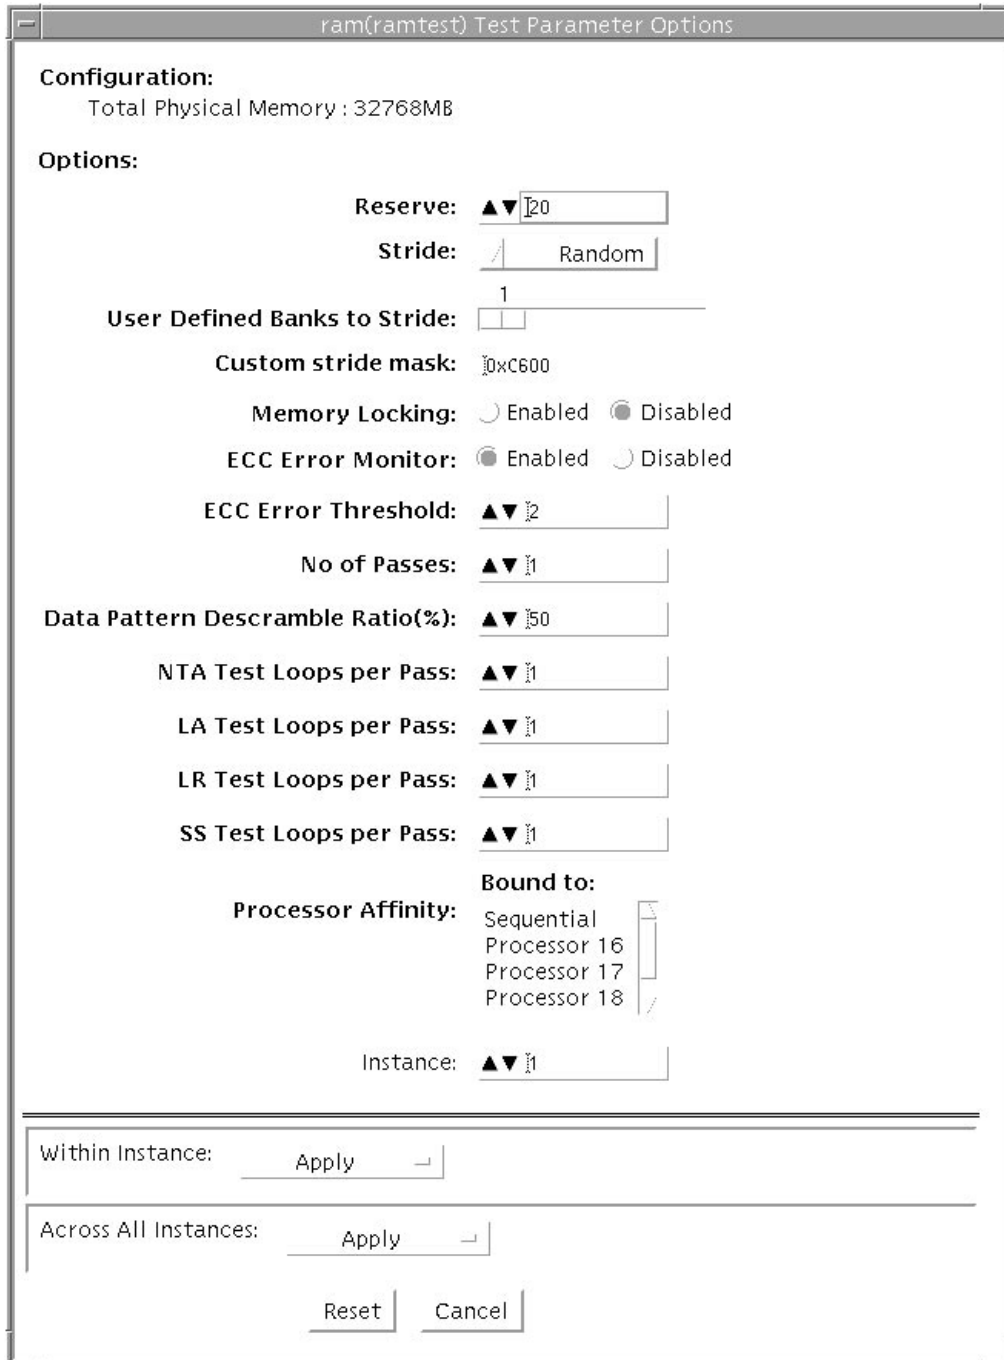 ram(ramtest) Test Parameter Options
Configuration:
Total Physical Memory : 32768MB
Options:
Reserve: 20
Stride: Random
1
User Defined Banks to Stride:
Custom stride mask: 0xC600
Memory Locking: Enabled Disabled
ECC Error Monitor: Enabled Disabled
ECC Error Threshold: 2
No of Passes: 1
Data Pattern Descramble Ratio(%): 50
NTA Test Loops per Pass: 1
LA Test Loops per Pass: 1
LR Test Loops per Pass: 1
SS Test Loops per Pass: 1
Bound to:
Processor Affinity: Sequential
Processor 16
Processor 17
Processor 18
Instance: 1
Within Instance: Apply
Across All Instances: Apply
Reset Cancel